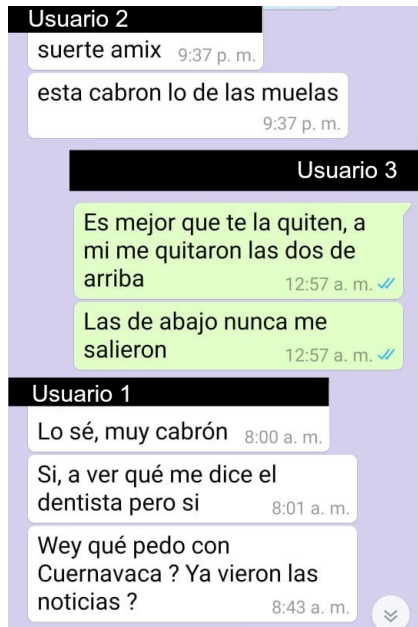 Usuario 2
suerte amix 9:37 p. m.
esta cabron lo de las muelas
9:37 p. m.
Usuario 3
Es mejor que te la quiten, a
mi me quitaron las dos de
arriba 12:57 a. m.
Las de abajo nunca me
salieron 12:57 a. m.
Usuario 1
Lo sé, muy cabrón 8:00 a. m.
Si, a ver qué me dice el
dentista pero si 8:01 a. m.
Wey qué pedo con
Cuernavaca ? Ya vieron las
noticias ? 8:43 a. m.